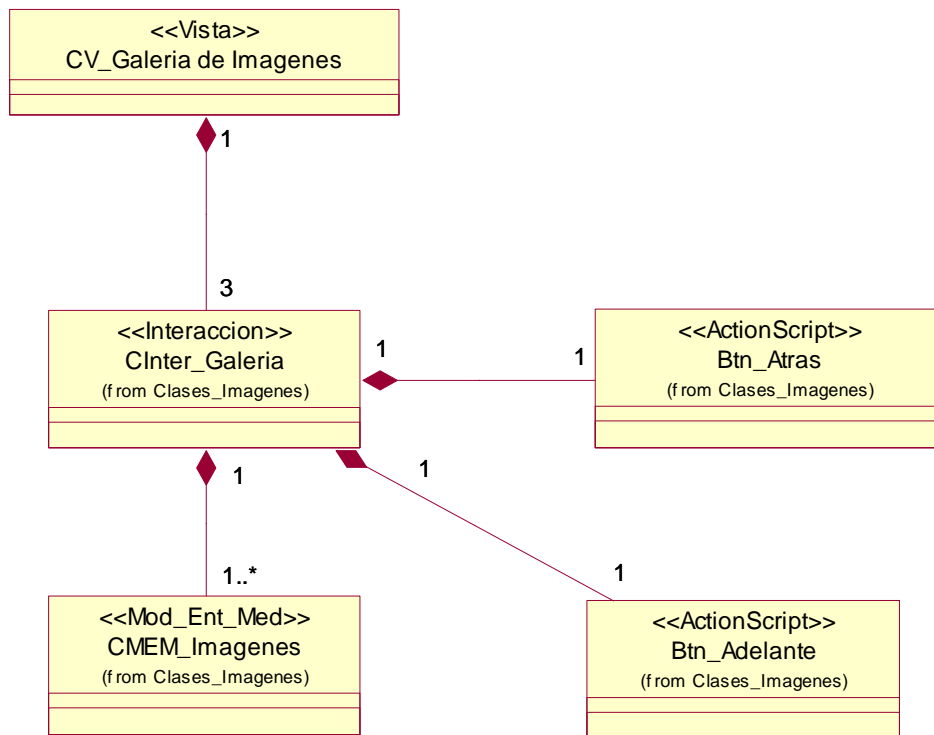 <<Vista>>
CV_Galeria de Imagenes
1
3
<<Interaccion>>
CInter_Galeria
(from Clases_Imagenes)
1
1
<<ActionScript>>
Btn_Atras
(from Clases_Imagenes)
1
1
1..*
1
<<Mod_Ent_Med>>
CMEM_Imagenes
(from Clases_Imagenes)
<<ActionScript>>
Btn_Adelante
(from Clases_Imagenes)